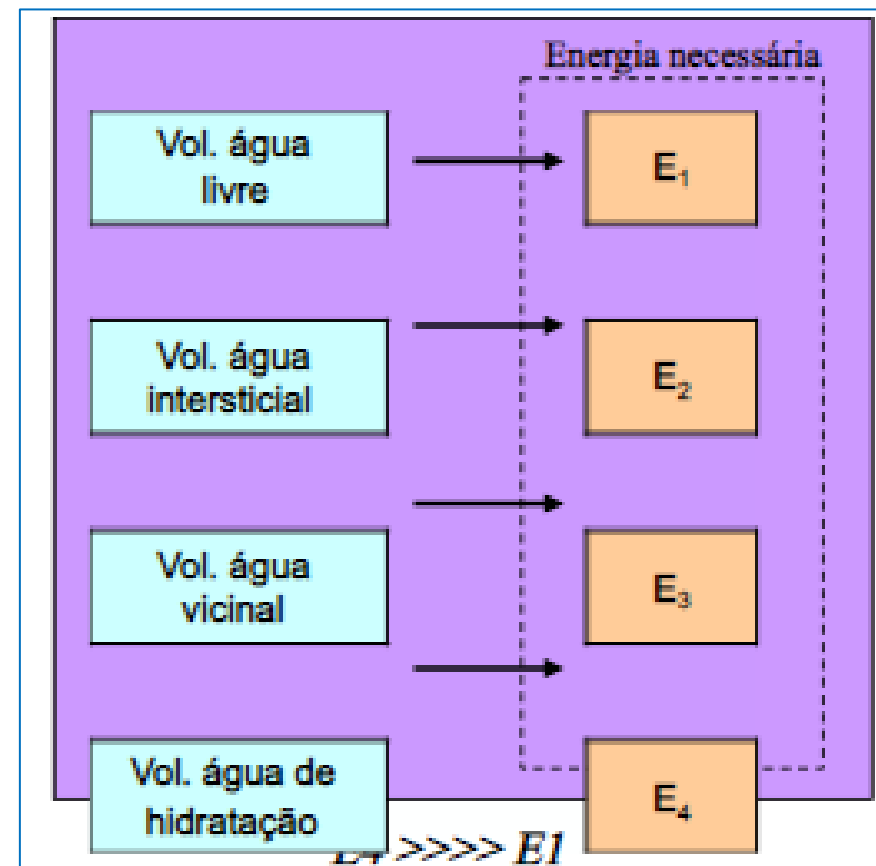 Energia necessária
Vol. água
livre
E₁
Vol. água
intersticial
E₂
Vol. água
vicinal
E₃
Vol. água de
hidratação
E₄
E4 >>>> E1